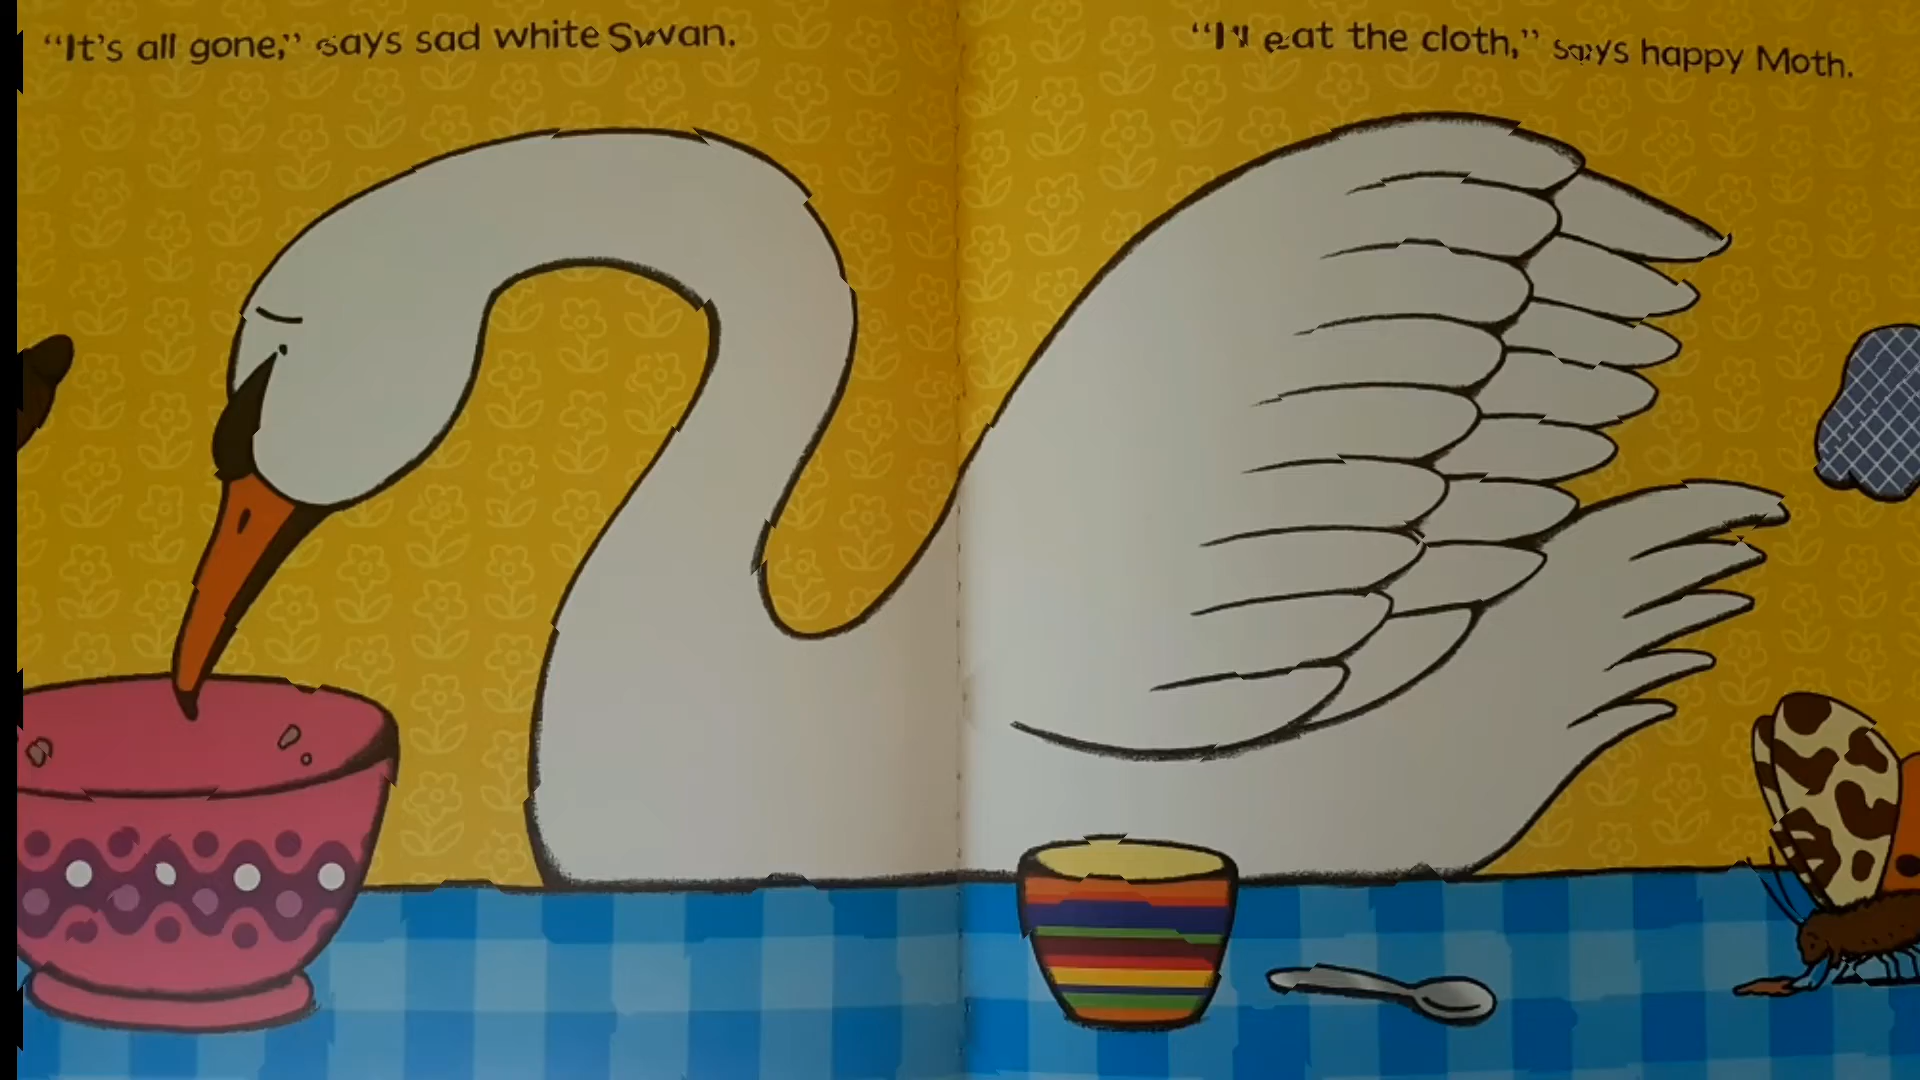 “It’s all gone,” says sad white Swan.
“I’ll eat the cloth,” says happy Moth.